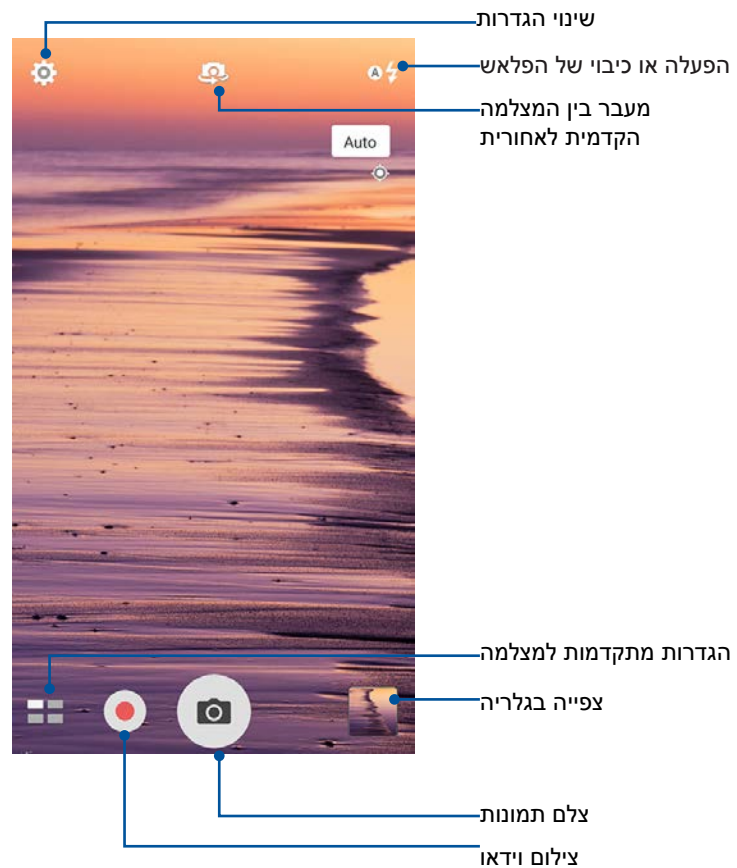 שינוי הגדרות
הפעלה או כיבוי של הפלאש
A
מעבר בין המצלמה
הקדמית לאחורית
Auto
הגדרות מתקדמות למצלמה
צפייה בגלריה
צלם תמונות
צילום וידאו